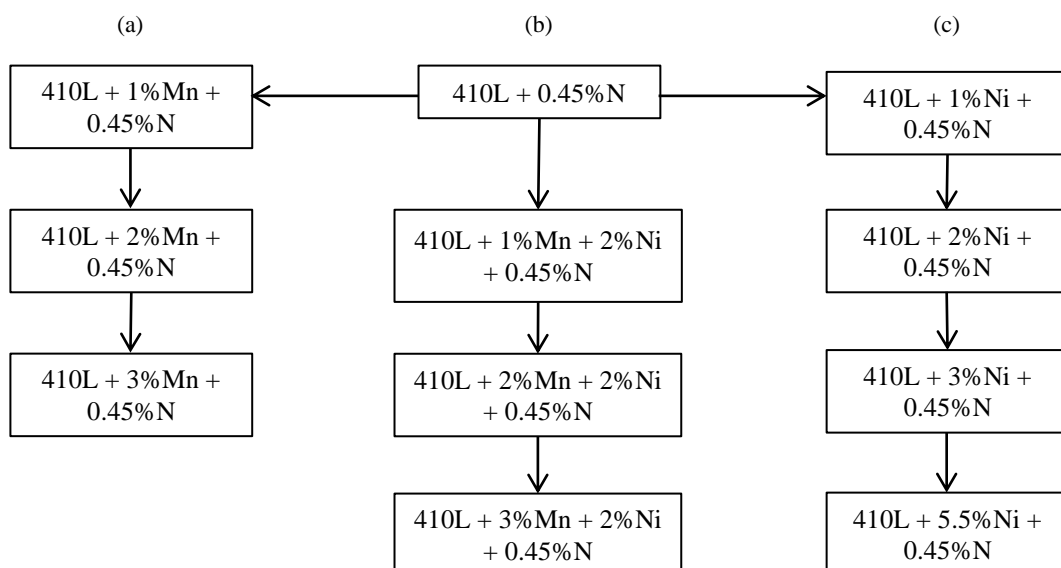 (a)
(b)
(c)
410L + 1%Mn +
0.45%N
410L + 0.45%N
410L + 1%Ni +
0.45%N
410L + 2%Mn +
0.45%N
410L + 1%Mn + 2%Ni
+ 0.45%N
410L + 2%Ni +
0.45%N
410L + 3%Mn +
0.45%N
410L + 2%Mn + 2%Ni
+ 0.45%N
410L + 3%Ni +
0.45%N
410L + 3%Mn + 2%Ni
+ 0.45%N
410L + 5.5%Ni +
0.45%N